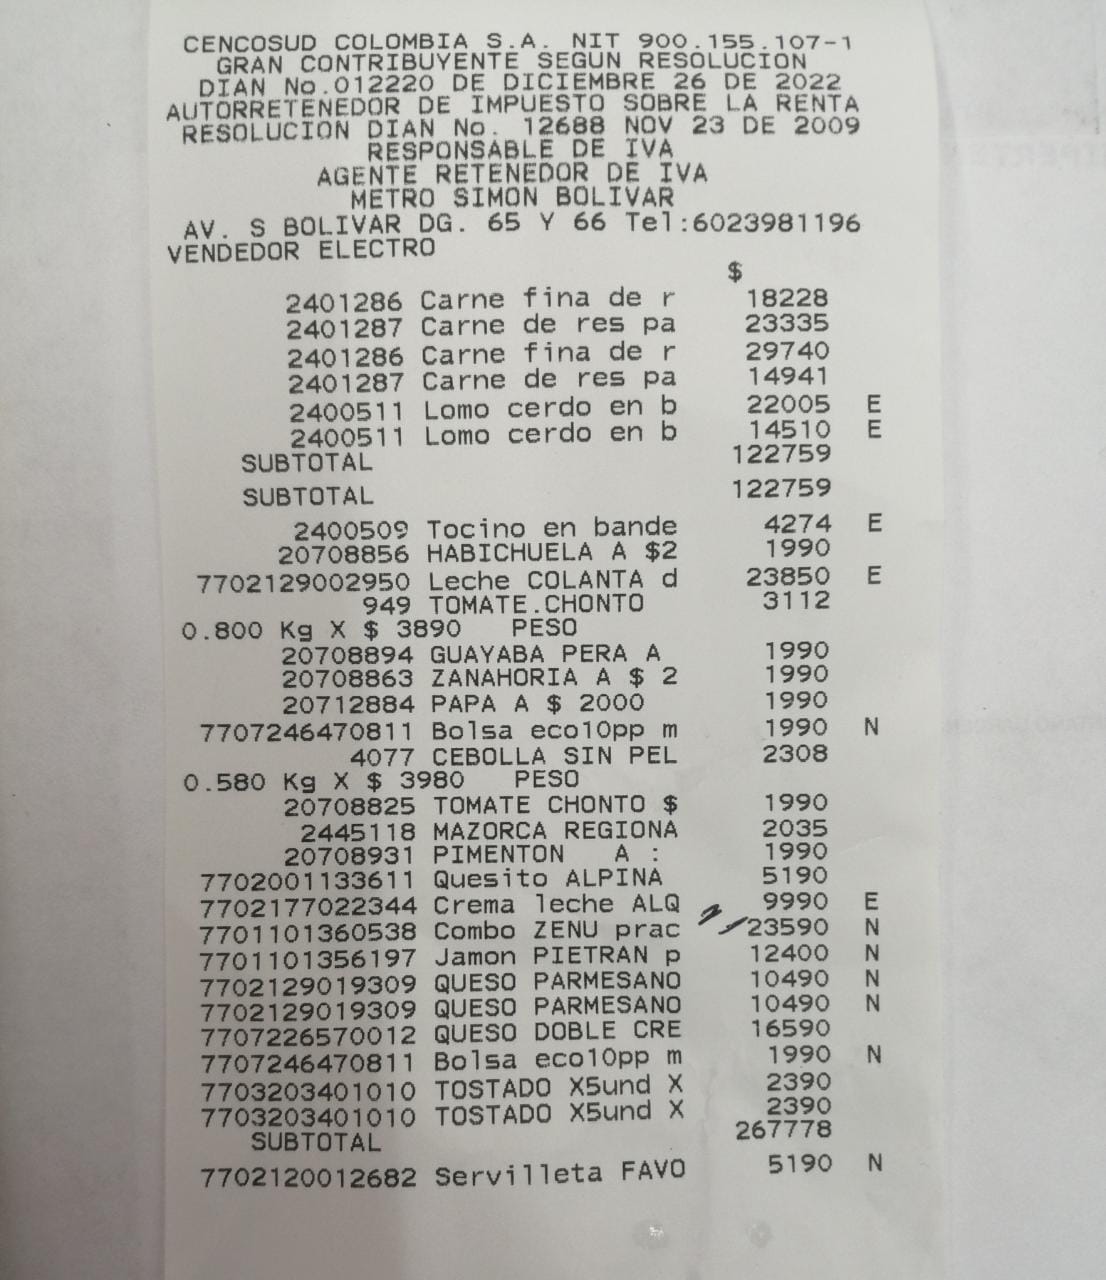 CENCOSUD COLOMBIA S.A. NIT 900.155.107-1
GRAN CONTRIBUYENTE SEGUN RESOLUCION
DIAN No.012220 DE DICIEMBRE 26 DE 2022
AUTORRETENEDOR DE IMPUESTO SOBRE LA RENTA
RESOLUCION DIAN No. 12688 NOV 23 DE 2009
RESPONSABLE DE IVA
AGENTE RETENEDOR DE IVA
METRO SIMON BOLIVAR
AV. S BOLIVAR DG. 65 Y 66 Tel:6023981196
VENDEDOR ELECTRO
$
2401286 Carne fina de r 18228
2401287 Carne de res pa 23335
2401286 Carne fina de r 29740
2401287 Carne de res pa 14941
2400511 Lomo cerdo en b 22005 E
2400511 Lomo cerdo en b 14510 E
SUBTOTAL 122759
SUBTOTAL 122759
2400509 Tocino en bande 4274 E
20708856 HABICHUELA A $2 1990
7702129002950 Leche COLANTA d 23850 E
949 TOMATE.CHONTO 3112
0.800 Kg X $ 3890 PESO
20708894 GUAYABA PERA A 1990
20708863 ZANAHORIA A $ 2 1990
20712884 PAPA A $ 2000 1990
7707246470811 Bolsa eco10pp m 1990 N
4077 CEBOLLA SIN PEL 2308
0.580 Kg X $ 3980 PESO
20708825 TOMATE CHONTO $ 1990
2445118 MAZORCA REGIONA 2035
20708931 PIMENTON A : 1990
7702001133611 Quesito ALPINA 5190
7702177022344 Crema leche ALQ 9990 E
7701101360538 Combo ZENU prac 23590 N
7701101356197 Jamon PIETRAN p 12400 N
7702129019309 QUESO PARMESANO 10490 N
7702129019309 QUESO PARMESANO 10490 N
7707226570012 QUESO DOBLE CRE 16590
7707246470811 Bolsa eco10pp m 1990 N
7703203401010 TOSTADO X5und X 2390
7703203401010 TOSTADO X5und X 2390
SUBTOTAL 267778
7702120012682 Servilleta FAVO 5190 N